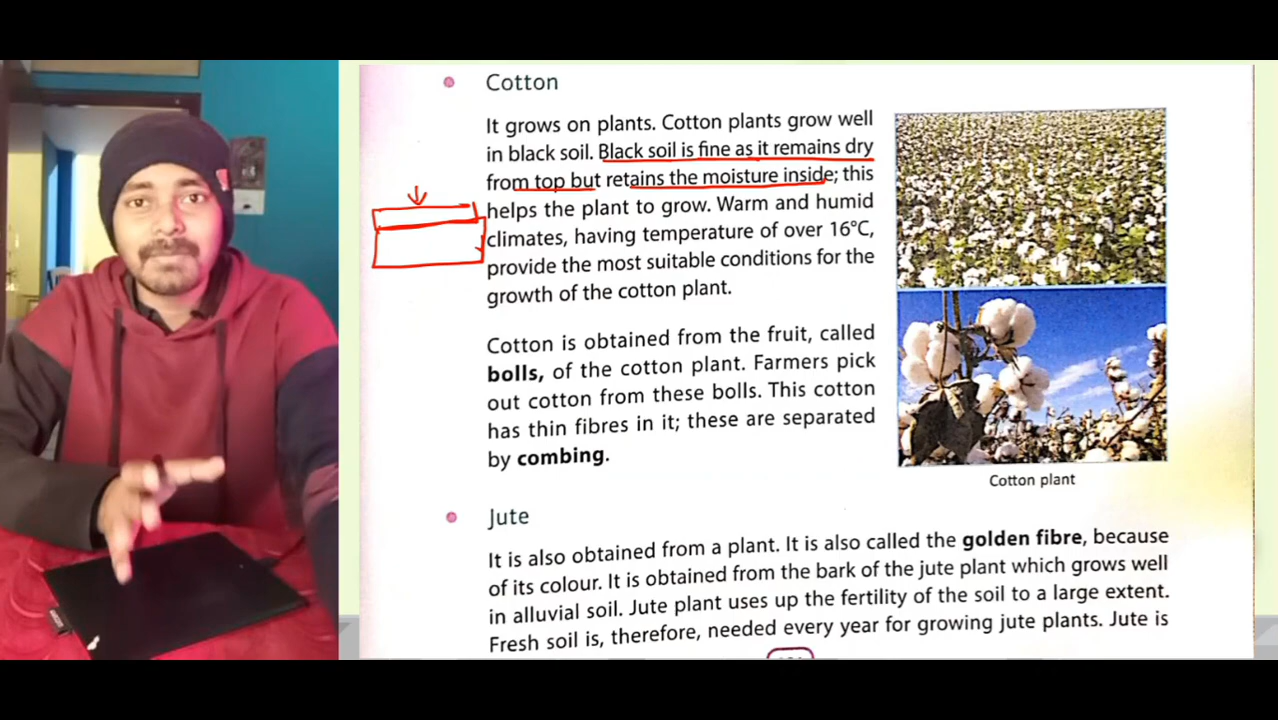 Cotton
It grows on plants. Cotton plants grow well
in black soil. Black soil is fine as it remains dry
from top but retains the moisture inside; this
helps the plant to grow. Warm and humid
climates, having temperature of over 16°C,
provide the most suitable conditions for the
growth of the cotton plant.
Cotton is obtained from the fruit, called
bolls, of the cotton plant. Farmers pick
out cotton from these bolls. This cotton
has thin fibres in it; these are separated
by combing.
Cotton plant
Jute
It is also obtained from a plant. It is also called the golden fibre, because
of its colour. It is obtained from the bark of the jute plant which grows well
in alluvial soil. Jute plant uses up the fertility of the soil to a large extent.
Fresh soil is, therefore, needed every year for growing jute plants. Jute is